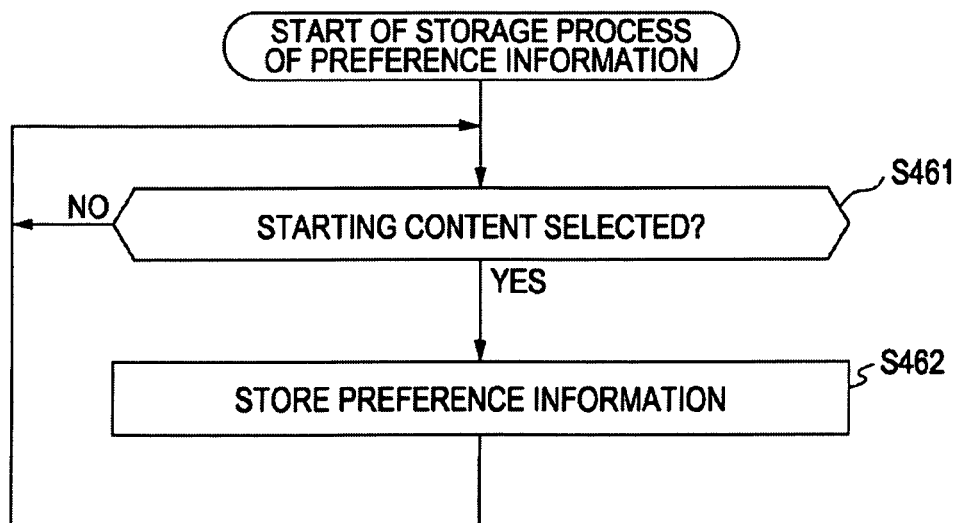 START OF STORAGE PROCESS
OF PREFERENCE INFORMATION
S461
NO
STARTING CONTENT SELECTED?
YES
S462
STORE PREFERENCE INFORMATION